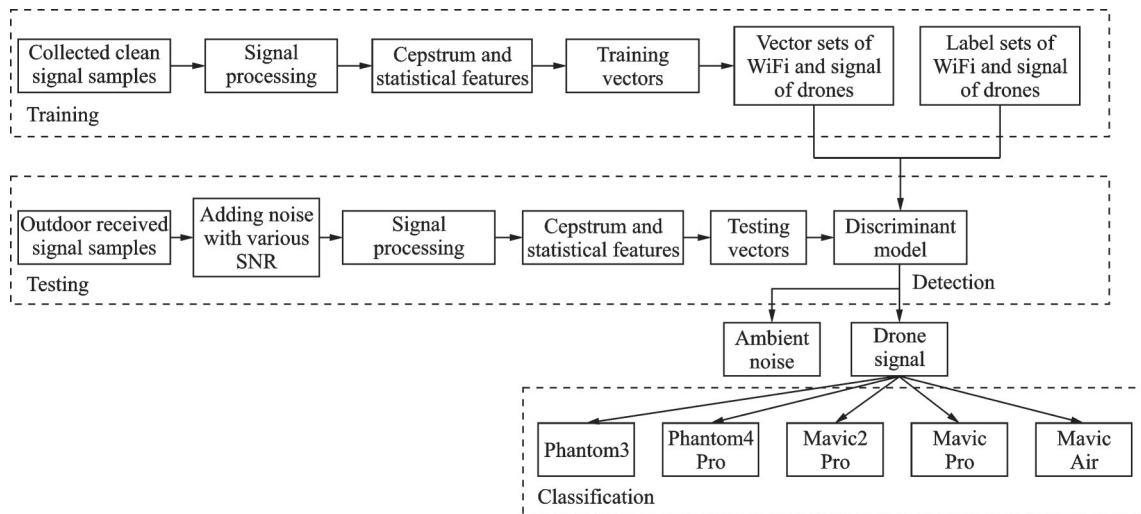 Collected clean
signal samples
Signal
processing
Cepstrum and
statistical features
Training
vectors
Vector sets of
WiFi and signal
of drones
Label sets of
WiFi and signal
of drones
Training
Outdoor received
signal samples
Adding noise
with various
SNR
Signal
processing
Cepstrum and
statistical features
Testing
vectors
Discriminant
model
Testing
Detection
Ambient
noise
Drone
signal
Phantom3
Phantom4
Pro
Mavic2
Pro
Mavic
Pro
Mavic
Air
Classification